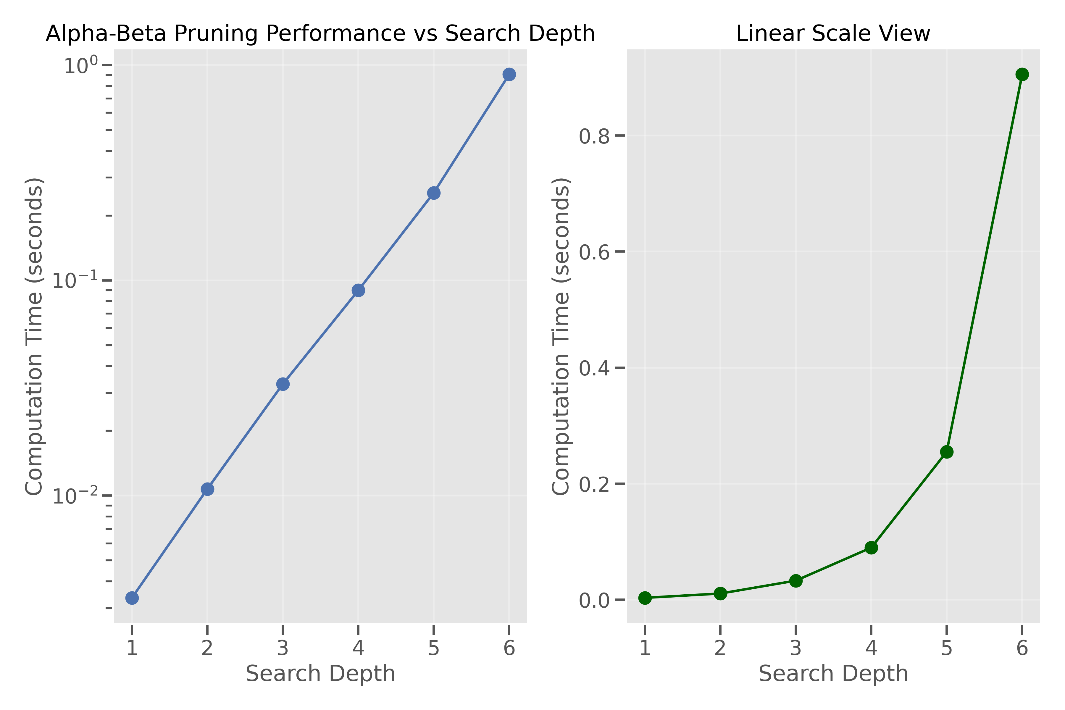 Alpha-Beta Pruning Performance vs Search Depth
Computation Time (seconds)
10⁰
10⁻¹
10⁻²
1 2 3 4 5 6
Search Depth
Linear Scale View
Computation Time (seconds)
0.8
0.6
0.4
0.2
0.0
1 2 3 4 5 6
Search Depth